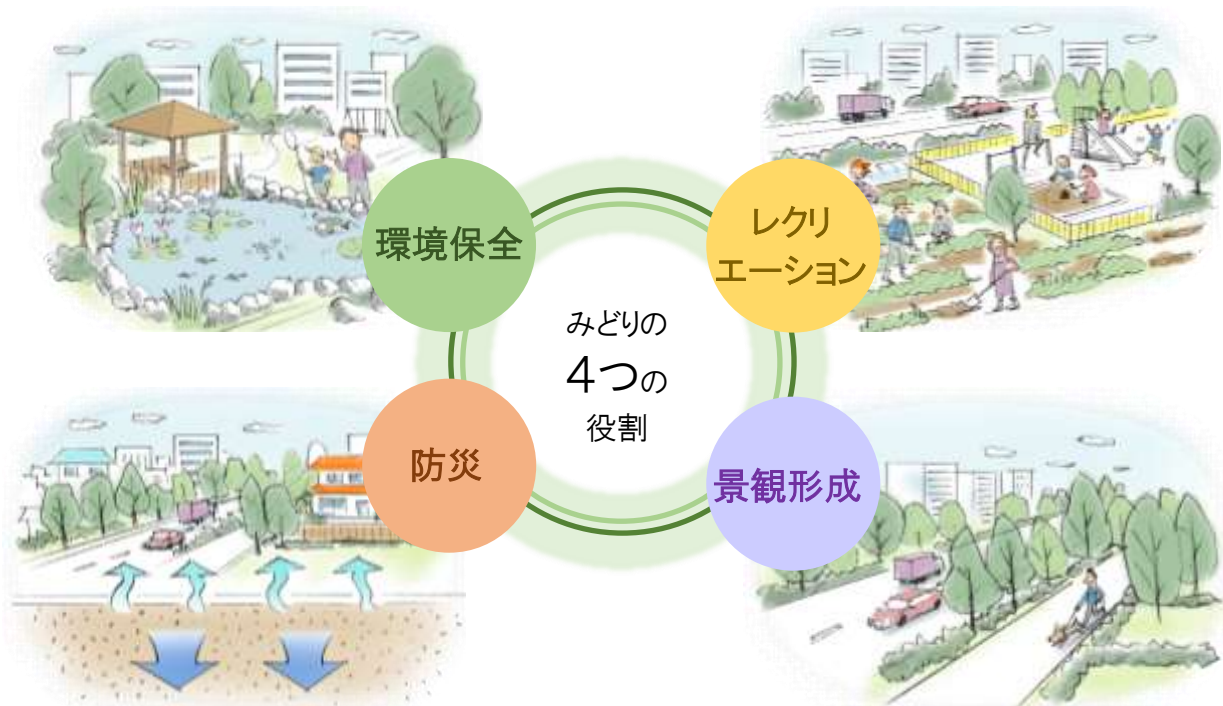 環境保全
レクリ
エーション
みどりの
4つの
役割
防災
景観形成